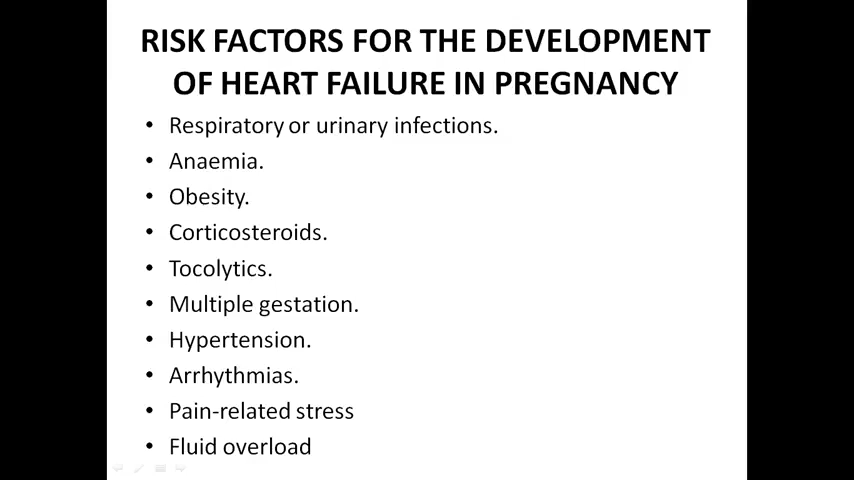 RISK FACTORS FOR THE DEVELOPMENT
OF HEART FAILURE IN PREGNANCY
• Respiratory or urinary infections.
• Anaemia.
• Obesity.
• Corticosteroids.
• Tocolytics.
• Multiple gestation.
• Hypertension.
• Arrhythmias.
• Pain-related stress
• Fluid overload